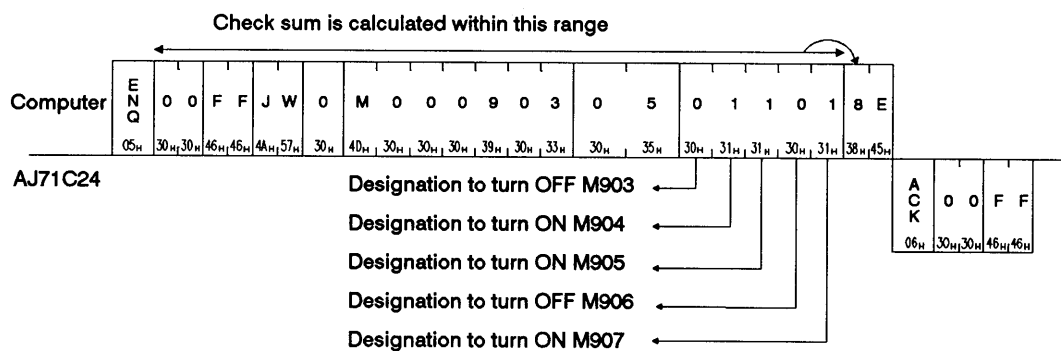 Check sum is calculated within this range
Computer ENQ 0 0 F F J W 0 M 0 0 0 9 0 3 0 5 0 1 1 0 1 8 E
05H 30H 30H 46H 46H 4AH 57H 30H 4DH 30H 30H 30H 39H 30H 33H 30H 35H 30H 31H 31H 30H 31H 38H 45H
AJ71C24
Designation to turn OFF M903
Designation to turn ON M904
Designation to turn ON M905
Designation to turn OFF M906
Designation to turn ON M907
ACK 0 0 F F
06H 30H 30H 46H 46H